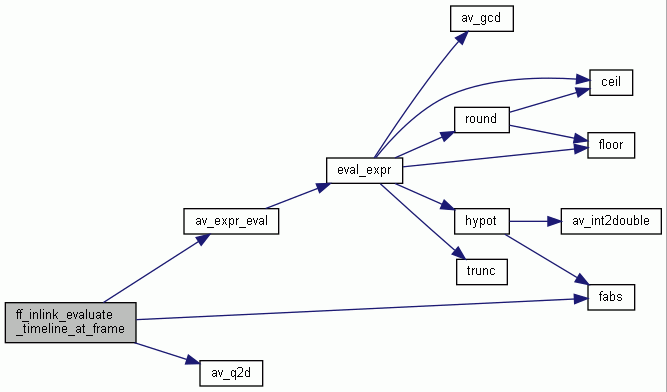 av_gcd
ceil
round
floor
eval_expr
av_expr_eval
hypot
av_int2double
trunc
fabs
ff_inlink_evaluate
_timeline_at_frame
av_q2d